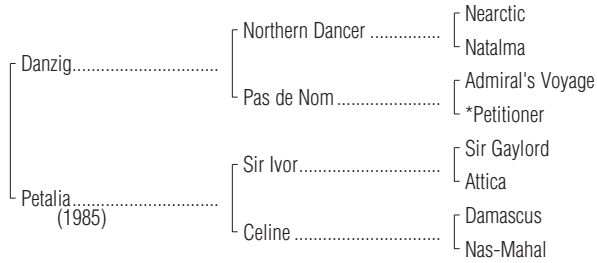 Nearctic
Northern Dancer ................
Natalma
Danzig.................................
Admiral's Voyage
Pas de Nom.......................
*Petitioner
Sir Gaylord
Sir Ivor................................
Attica
Petalia.................................
(1985)
Damascus
Celine .................................
Nas-Mahal